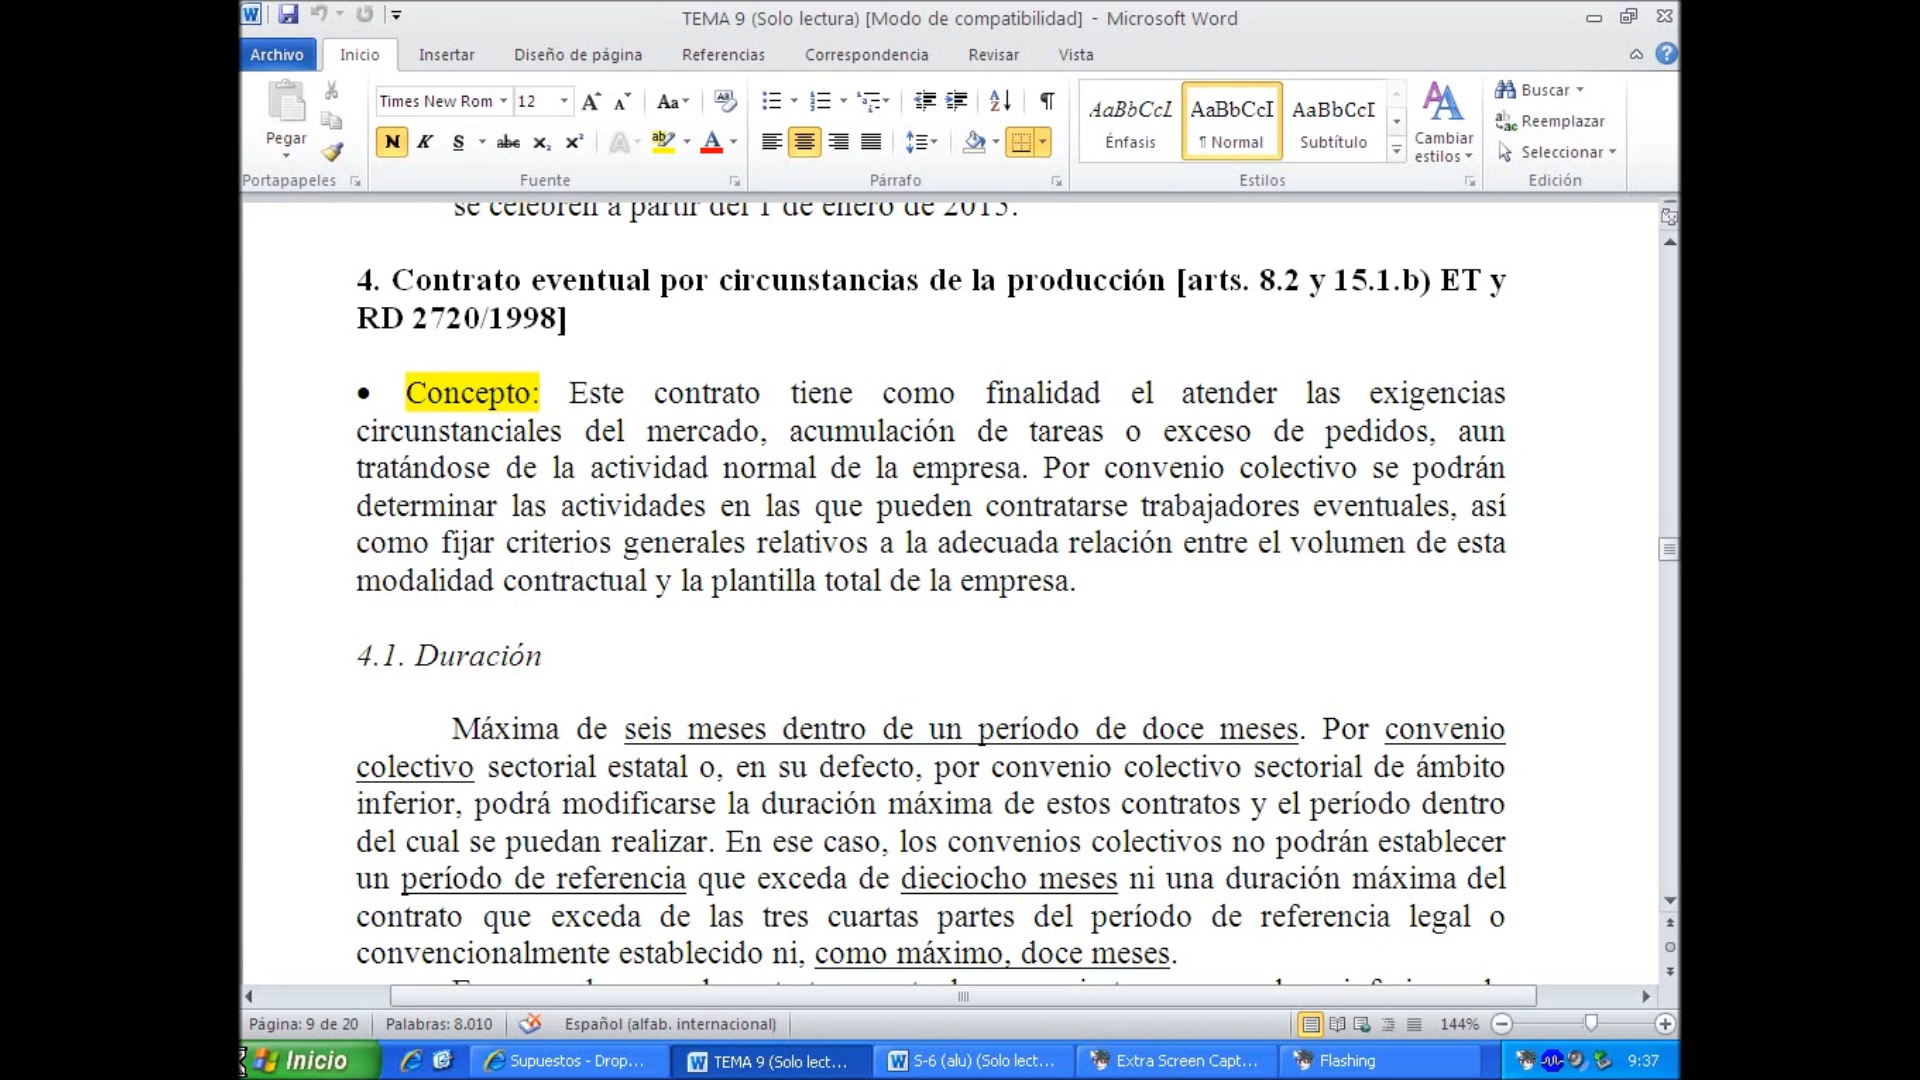 TEMA 9 (Solo lectura) [Modo de compatibilidad] - Microsoft Word
Archivo Inicio Insertar Diseño de página Referencias Correspondencia Revisar Vista
Times New Rom 12
Pegar
N K S abc x₂ x²
AaBbCcI AaBbCcI AaBbCcI
Énfasis ¶ Normal Subtítulo
Cambiar
estilos
Buscar
Reemplazar
Seleccionar
Portapapeles Fuente Párrafo Estilos Edición
se celebren a partir del 1 de enero de 2013.
4. Contrato eventual por circunstancias de la producción [arts. 8.2 y 15.1.b) ET y
RD 2720/1998]
• Concepto: Este contrato tiene como finalidad el atender las exigencias
circunstanciales del mercado, acumulación de tareas o exceso de pedidos, aun
tratándose de la actividad normal de la empresa. Por convenio colectivo se podrán
determinar las actividades en las que pueden contratarse trabajadores eventuales, así
como fijar criterios generales relativos a la adecuada relación entre el volumen de esta
modalidad contractual y la plantilla total de la empresa.
4.1. Duración
Máxima de seis meses dentro de un período de doce meses. Por convenio
colectivo sectorial estatal o, en su defecto, por convenio colectivo sectorial de ámbito
inferior, podrá modificarse la duración máxima de estos contratos y el período dentro
del cual se puedan realizar. En ese caso, los convenios colectivos no podrán establecer
un período de referencia que exceda de dieciocho meses ni una duración máxima del
contrato que exceda de las tres cuartas partes del período de referencia legal o
convencionalmente establecido ni, como máximo, doce meses.
Página: 9 de 20 Palabras: 8.010 Español (alfab. internacional) 144%
Inicio Supuestos - Drop... TEMA 9 (Solo lect... S-6 (alu) (Solo lect... Extra Screen Capt... Flashing 9:37